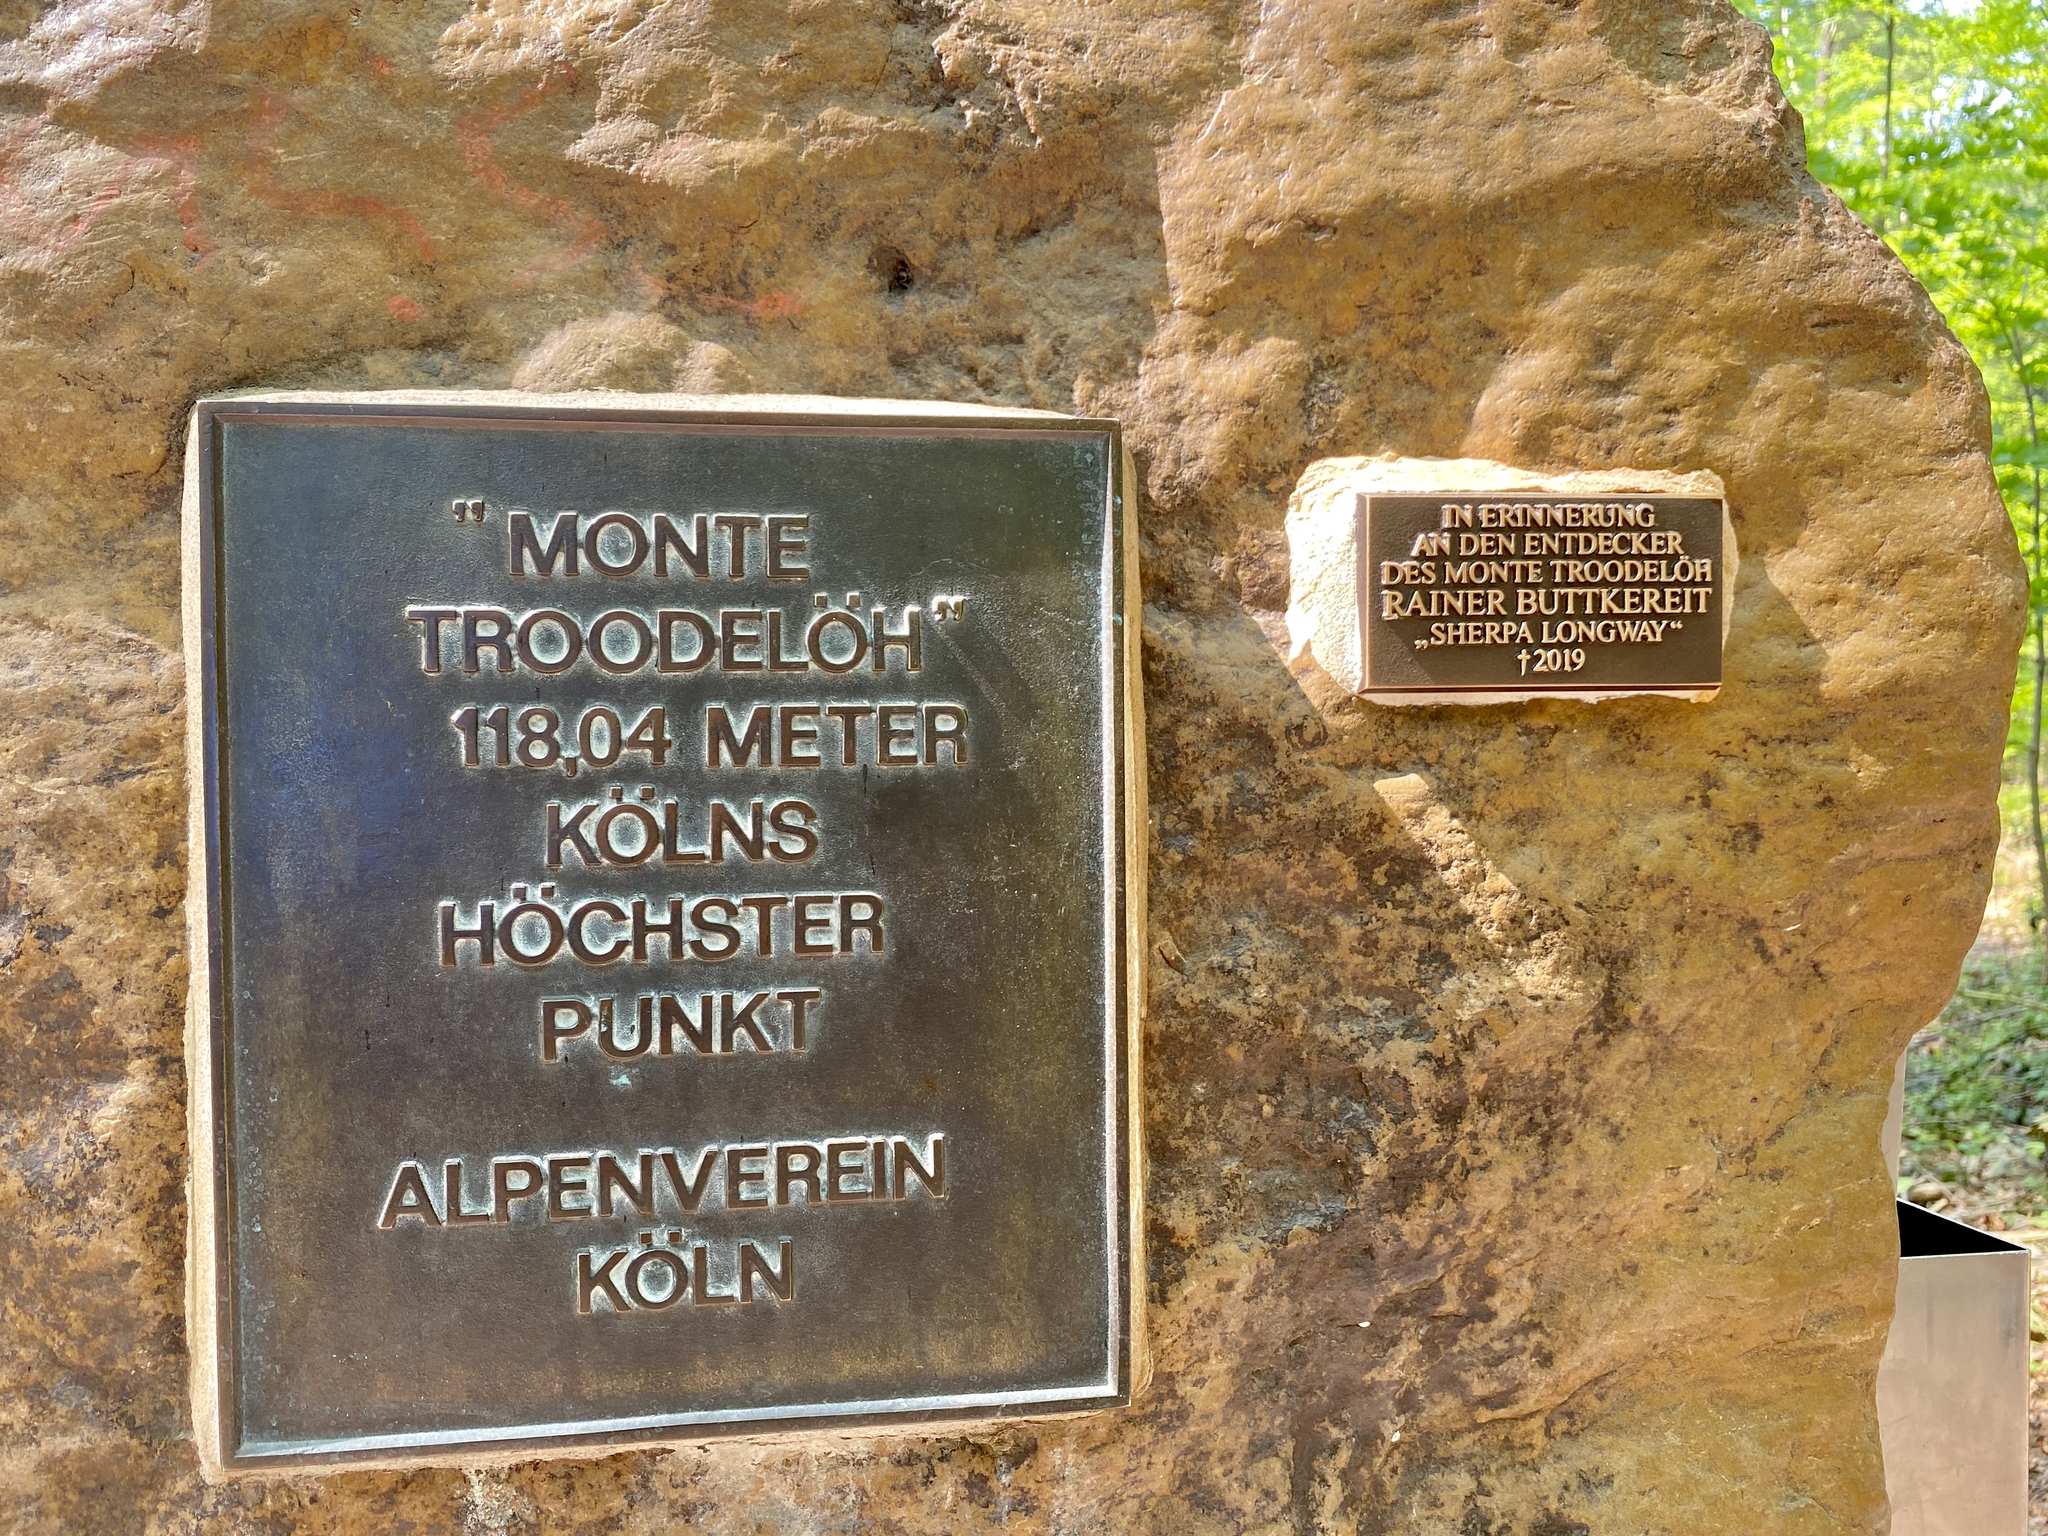 "MONTE
TROODELÖH"
118,04 METER
KÖLNS
HÖCHSTER
PUNKT
ALPENVEREIN
KÖLN
IN ERINNERUNG
AN DEN ENTDECKER
DES MONTE TROODELÖH
RAINER BUTTKEREIT
„SHERPA LONGWAY“
†2019